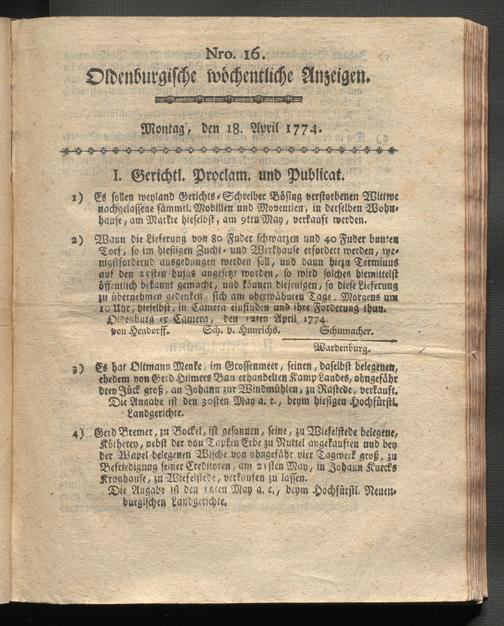 Nro. 16.
Oldenburgische wöchentliche Anzeigen.
Montag, den 18. April 1774.
I. Gerichtl. Proclam. und Publicat.
1) Es sollen weyland Gerichts-Schreiber Bösing verstorbenen Wittwe
nachgelassene sämmtl. Mobilien und Moventien, in derselben Wohn-
hause, am Markte hieselbst, am 9ten May, verkauft werden.
2) Wann die Lieferung von 80 Fuder schwarzen und 40 Fuder bunten
Torf, so im hiesigen Zucht- und Werkhause erfordert werden, we-
nigstfordernd ausgedungen werden soll, und dann hiezu Terminus
auf den 25sten hujus angesetzt worden, so wird solches hiemittelst
öffentlich bekannt gemacht, und können diejenigen, so diese Lieferung
zu übernehmen gedenken, sich am oberwähnten Tage, Morgens um
10 Uhr, hieselbst, in Camera einfinden und ihre Forderung thun.
Oldenburg ex Camera, den 12ten April 1774.
von Hendorff. Sch. v. Hinrichs. Schumacher.
Wardenburg.
3) Es hat Oltmann Menke, im Grossenmeer, seinen, daselbst belegenen,
ehedem von Gerd Hilmers Bau erhandelten Kamp Landes, ohngefähr
drey Jück groß, an Johann zur Windmühlen, zu Rastede, verkauft.
Die Angabe ist den 30sten May a. c., beym hiesigen Hochfürstl.
Landgerichte.
4) Gerd Bremer, zu Bockel, ist gesonnen, seine, zu Wiefelstede belegene,
Kötherey, nebst der von Tapken Erbe zu Nuttel angekauften und bey
der Wapel belegenen Wische von ohngefähr vier Tagwerk groß, zu
Befriedigung seiner Creditoren, am 21sten May, in Johann Kuecks
Krughause, zu Wiefelstede, verkaufen zu lassen.
Die Angabe ist den 16ten May a. c., beym Hochfürstl. Neuen-
burgischen Landgerichte.